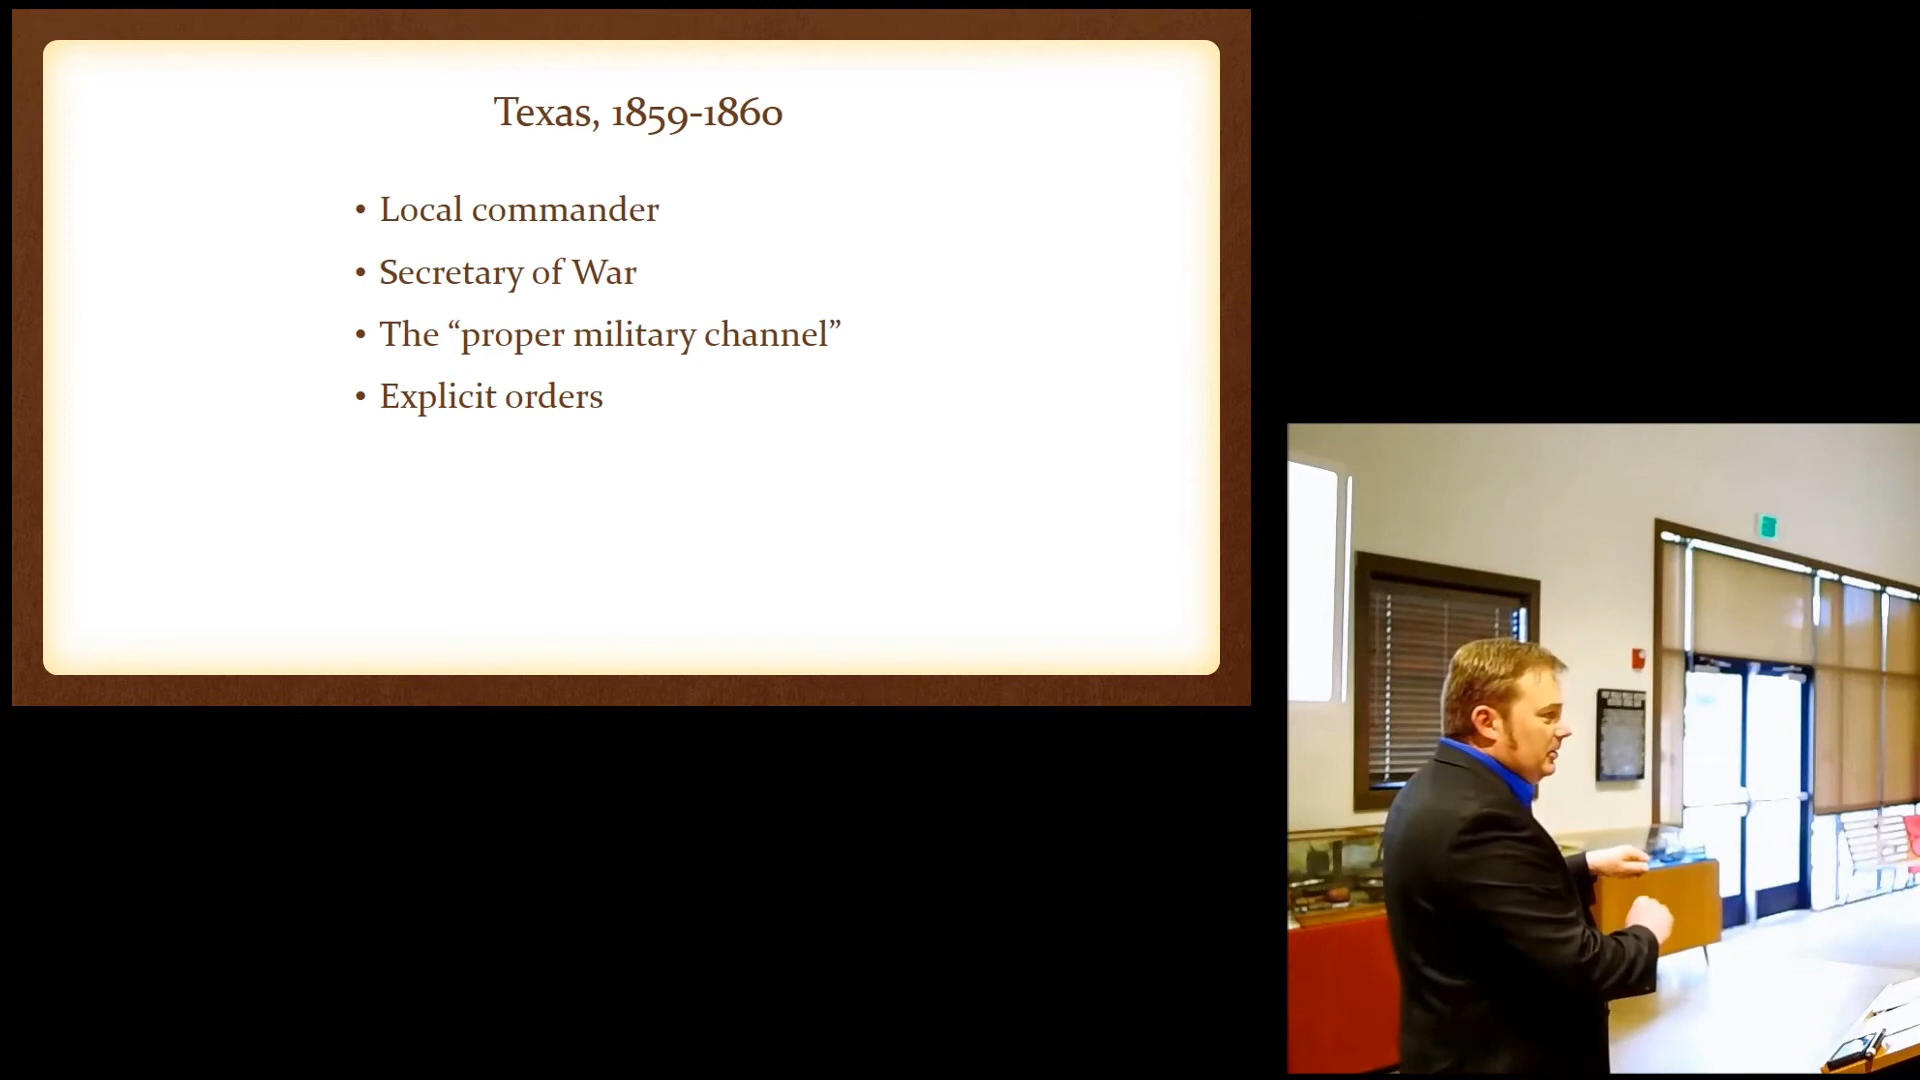 Texas, 1859-1860
• Local commander
• Secretary of War
• The “proper military channel”
• Explicit orders